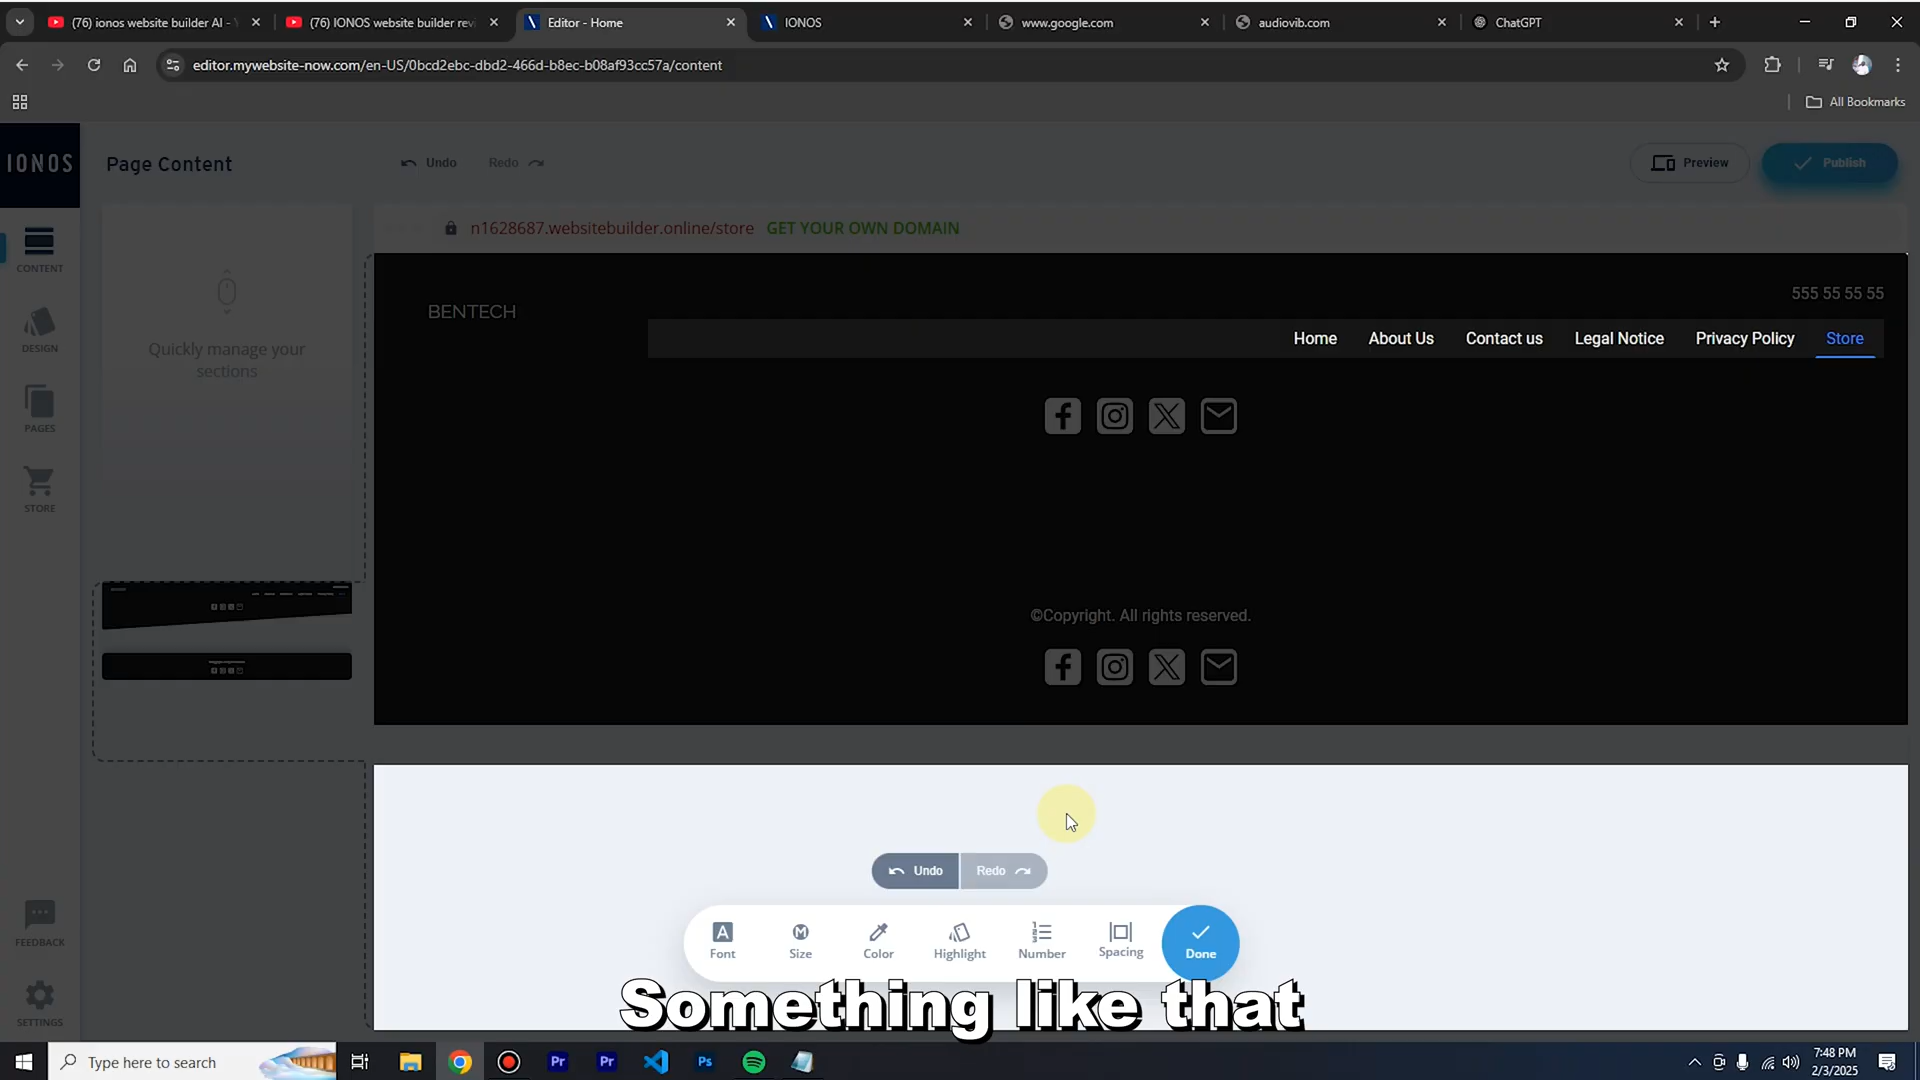 (76) ionos website builder AI - Y
(76) IONOS website builder rev
Editor - Home
IONOS
www.google.com
audiovib.com
ChatGPT
editor.mywebsite-now.com/en-US/0bcd2ebc-dbd2-466d-b8ec-b08af93cc57a/content
All Bookmarks
IONOS
Page Content
Undo
Redo
Preview
Publish
n1628687.websitebuilder.online/store GET YOUR OWN DOMAIN
CONTENT
DESIGN
PAGES
STORE
FEEDBACK
SETTINGS
Quickly manage your
sections
BENTECH
555 55 55 55
Home About Us Contact us Legal Notice Privacy Policy Store
©Copyright. All rights reserved.
Undo Redo
Font Size Color Highlight Number Spacing Done
Something like that
Type here to search
7:48 PM
2/3/2025